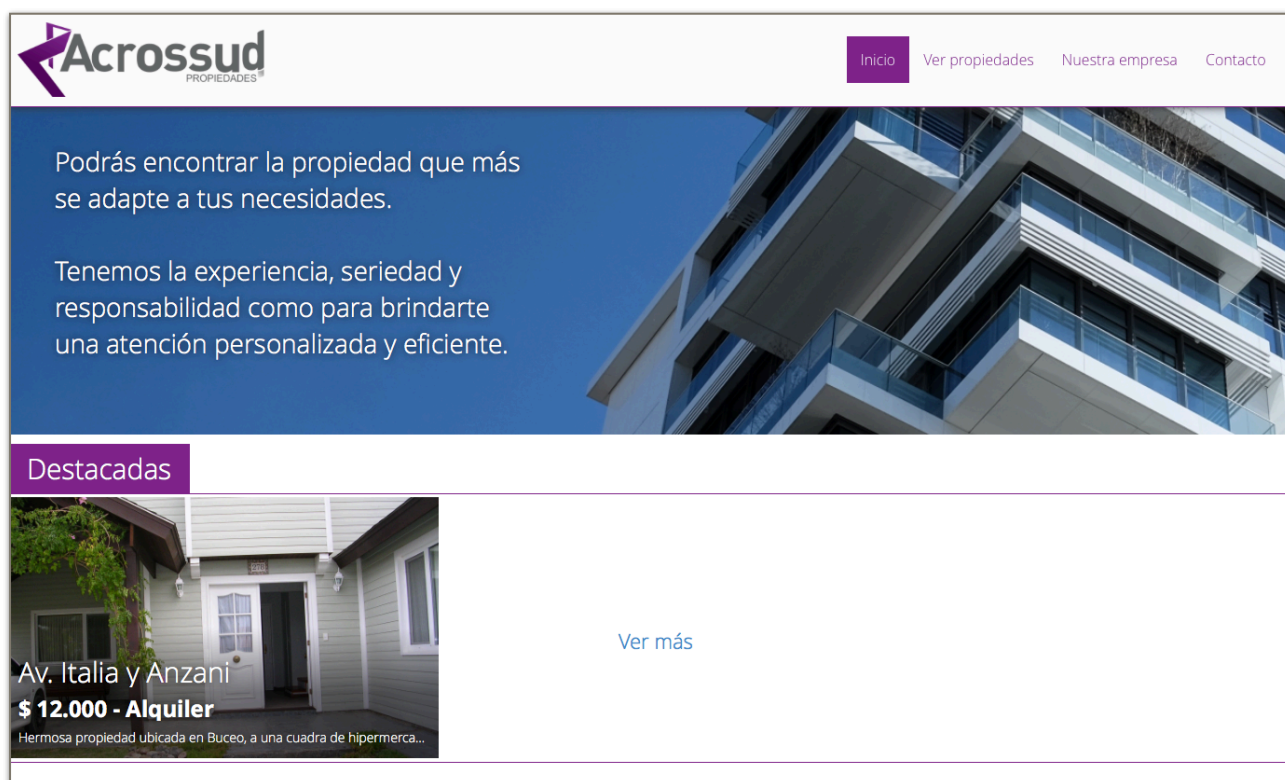 Acrossud
PROPIEDADES
Inicio Ver propiedades Nuestra empresa Contacto
Podrás encontrar la propiedad que más
se adapte a tus necesidades.
Tenemos la experiencia, seriedad y
responsabilidad como para brindarte
una atención personalizada y eficiente.
Destacadas
Av. Italia y Anzani
$ 12.000 - Alquiler
Hermosa propiedad ubicada en Buceo, a una cuadra de hipermerca...
Ver más